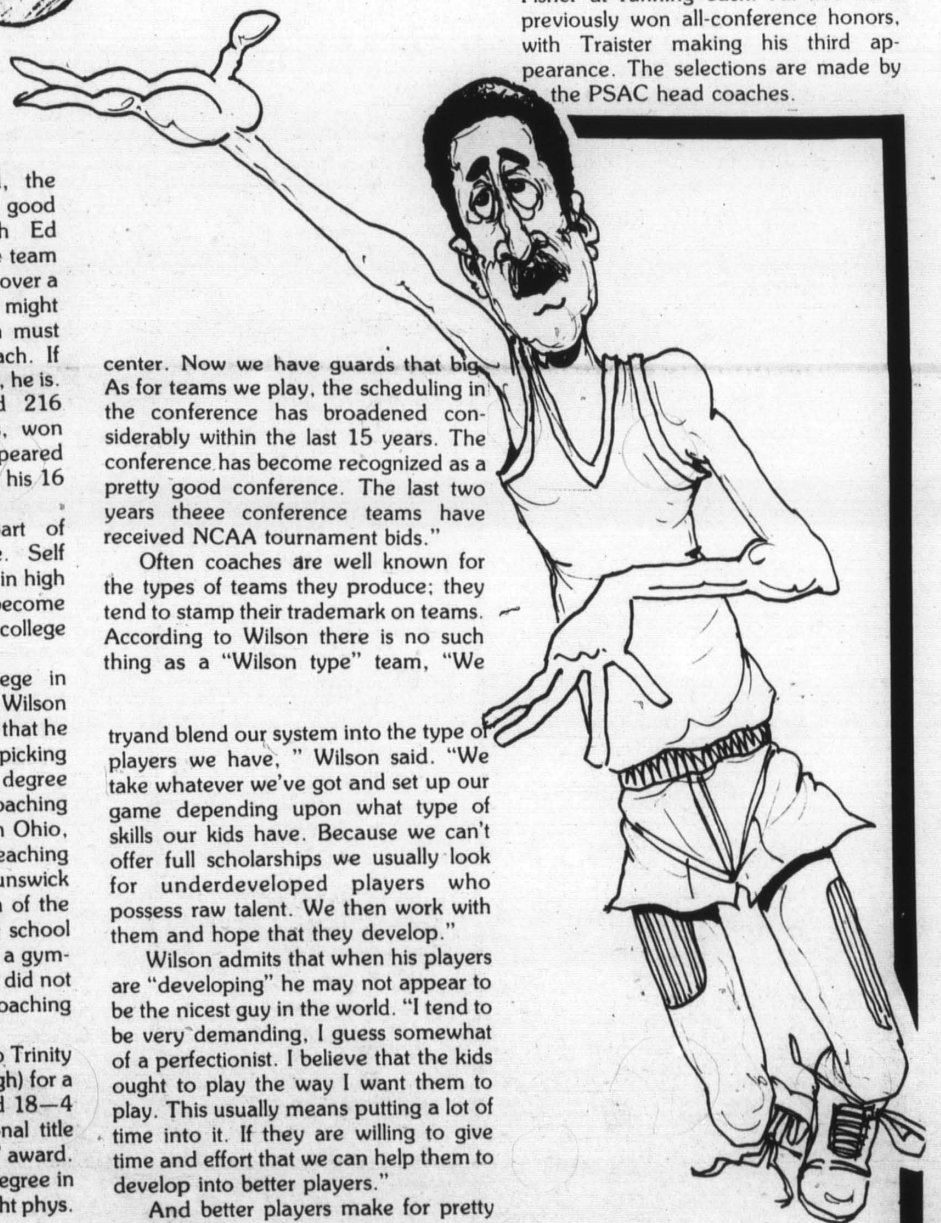 previously won all-conference honors,
with Traister making his third ap-
pearance. The selections are made by
the PSAC head coaches.
, the
good
h Ed
team
over a
might
must
ach. If
, he is.
d 216
, won
peared
his 16
art of
. Self
in high
become
college
ege in
Wilson
that he
picking
degree
oaching
n Ohio,
eaching
unswick
n of the
school
a gym-
did not
oaching
o Trinity
gh) for a
d 18—4
onal title
award.
egree in
ht phys.
center. Now we have guards that big.
As for teams we play, the scheduling in
the conference has broadened con-
siderably within the last 15 years. The
conference has become recognized as a
pretty good conference. The last two
years theee conference teams have
received NCAA tournament bids."
Often coaches are well known for
the types of teams they produce; they
tend to stamp their trademark on teams.
According to Wilson there is no such
thing as a "Wilson type" team, "We
tryand blend our system into the type of
players we have, " Wilson said. "We
take whatever we've got and set up our
game depending upon what type of
skills our kids have. Because we can't
offer full scholarships we usually look
for underdeveloped players who
possess raw talent. We then work with
them and hope that they develop."
Wilson admits that when his players
are "developing" he may not appear to
be the nicest guy in the world. "I tend to
be very demanding, I guess somewhat
of a perfectionist. I believe that the kids
ought to play the way I want them to
play. This usually means putting a lot of
time into it. If they are willing to give
time and effort that we can help them to
develop into better players."
And better players make for pretty